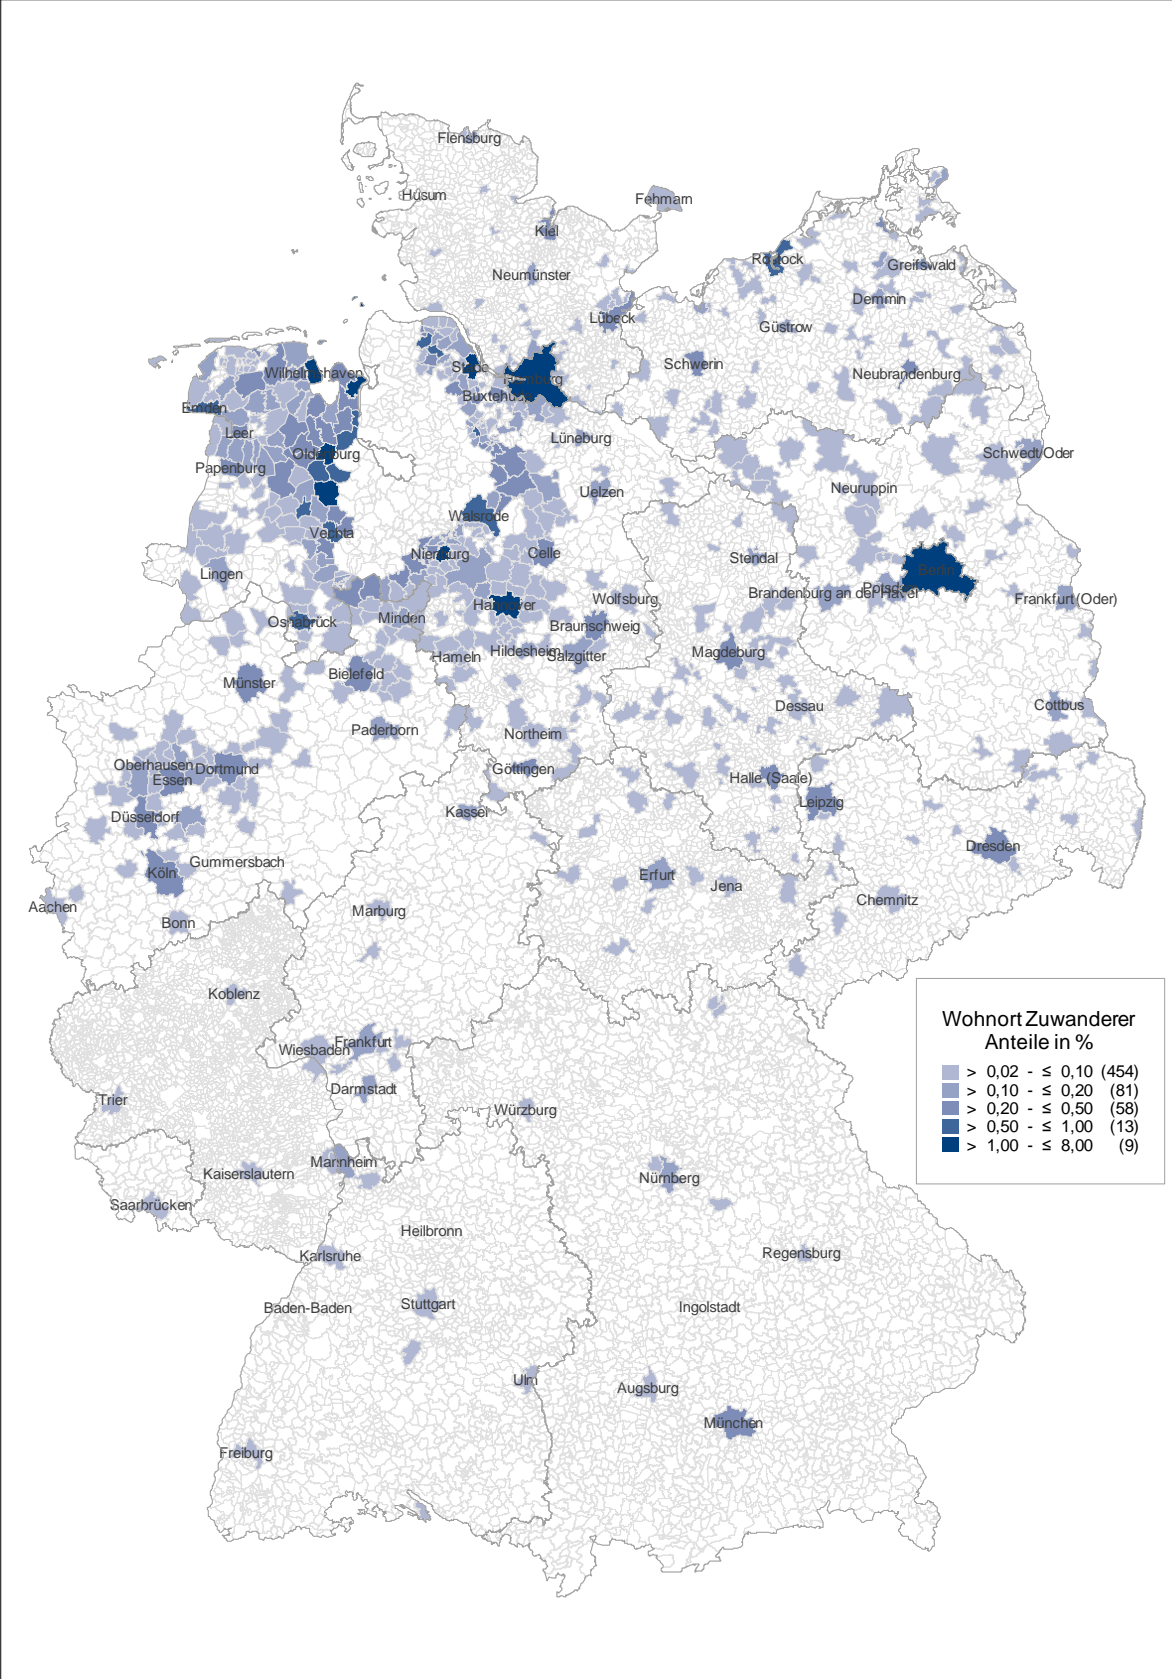 Flensburg
Husum
Fehmarn
Kiel
Rostock
Neumünster
Greifswald
Demmin
Lübeck
Güstrow
Schwerin
Stade
Wilhelmshaven
Neubrandenburg
Hamburg
Buxtehude
Emden
Leer
Lüneburg
Oldenburg
Schwedt/Oder
Papenburg
Neuruppin
Uelzen
Walsrode
Vechta
Nienburg
Celle
Stendal
Lingen
Berlin
Potsdam
Brandenburg an der Havel
Wolfsburg
Frankfurt (Oder)
Hannover
Osnabrück
Minden
Braunschweig
Hildesheim
Salzgitter
Hameln
Magdeburg
Bielefeld
Münster
Dessau
Cottbus
Paderborn
Northeim
Oberhausen
Dortmund
Göttingen
Essen
Halle (Saale)
Leipzig
Kassel
Düsseldorf
Dresden
Gummersbach
Köln
Erfurt
Jena
Chemnitz
Aachen
Marburg
Bonn
Koblenz
Wohnort Zuwanderer
Anteile in %
> 0,02 - ≤ 0,10 (454)
> 0,10 - ≤ 0,20 (81)
> 0,20 - ≤ 0,50 (58)
> 0,50 - ≤ 1,00 (13)
> 1,00 - ≤ 8,00 (9)
Frankfurt
Wiesbaden
Darmstadt
Trier
Würzburg
Mannheim
Kaiserslautern
Nürnberg
Saarbrücken
Heilbronn
Karlsruhe
Regensburg
Stuttgart
Baden-Baden
Ingolstadt
Ulm
Augsburg
München
Freiburg